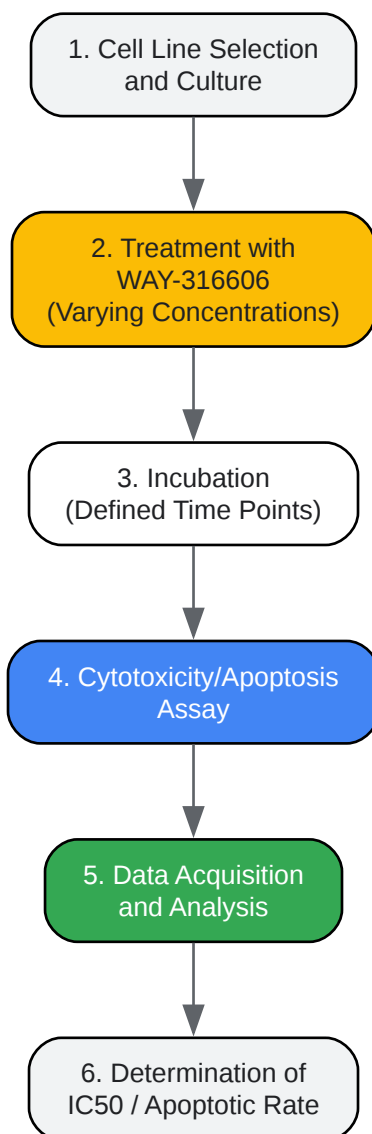 1. Cell Line Selection
and Culture
2. Treatment with
WAY-316606
(Varying Concentrations)
3. Incubation
(Defined Time Points)
4. Cytotoxicity/Apoptosis
Assay
5. Data Acquisition
and Analysis
6. Determination of
IC50 / Apoptotic Rate